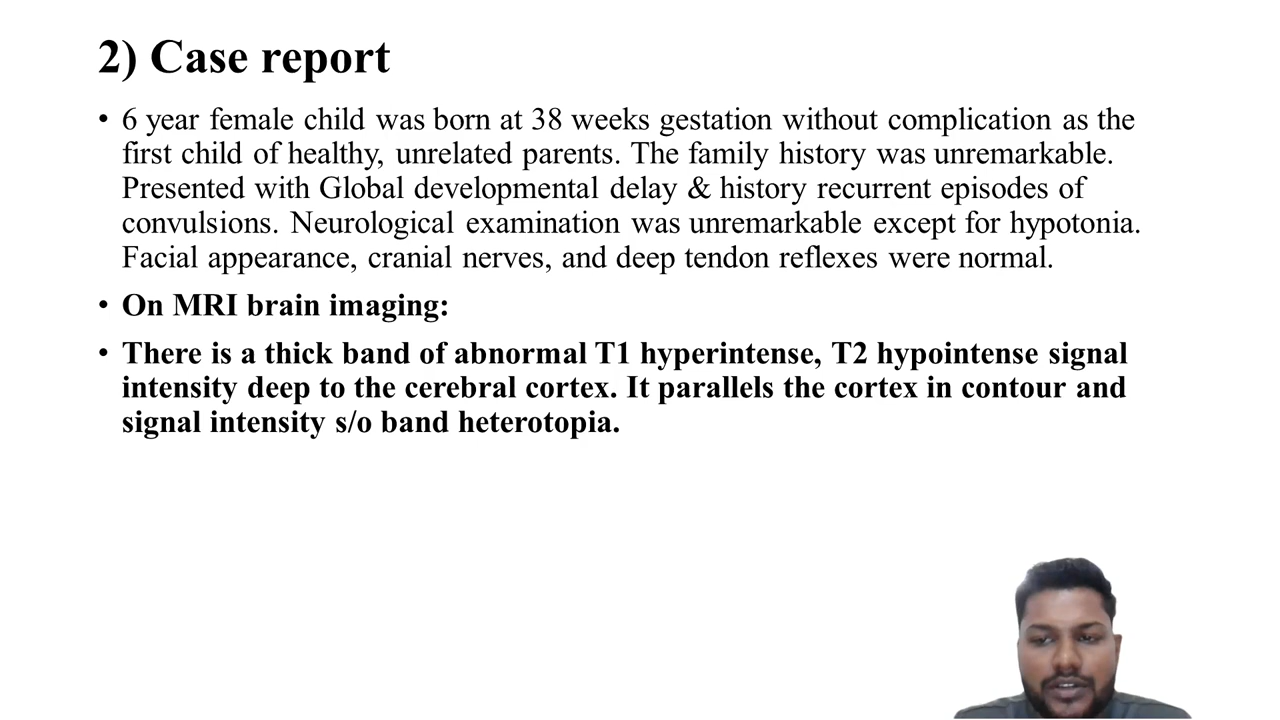 2) Case report
• 6 year female child was born at 38 weeks gestation without complication as the
first child of healthy, unrelated parents. The family history was unremarkable.
Presented with Global developmental delay & history recurrent episodes of
convulsions. Neurological examination was unremarkable except for hypotonia.
Facial appearance, cranial nerves, and deep tendon reflexes were normal.
• On MRI brain imaging:
• There is a thick band of abnormal T1 hyperintense, T2 hypointense signal
intensity deep to the cerebral cortex. It parallels the cortex in contour and
signal intensity s/o band heterotopia.